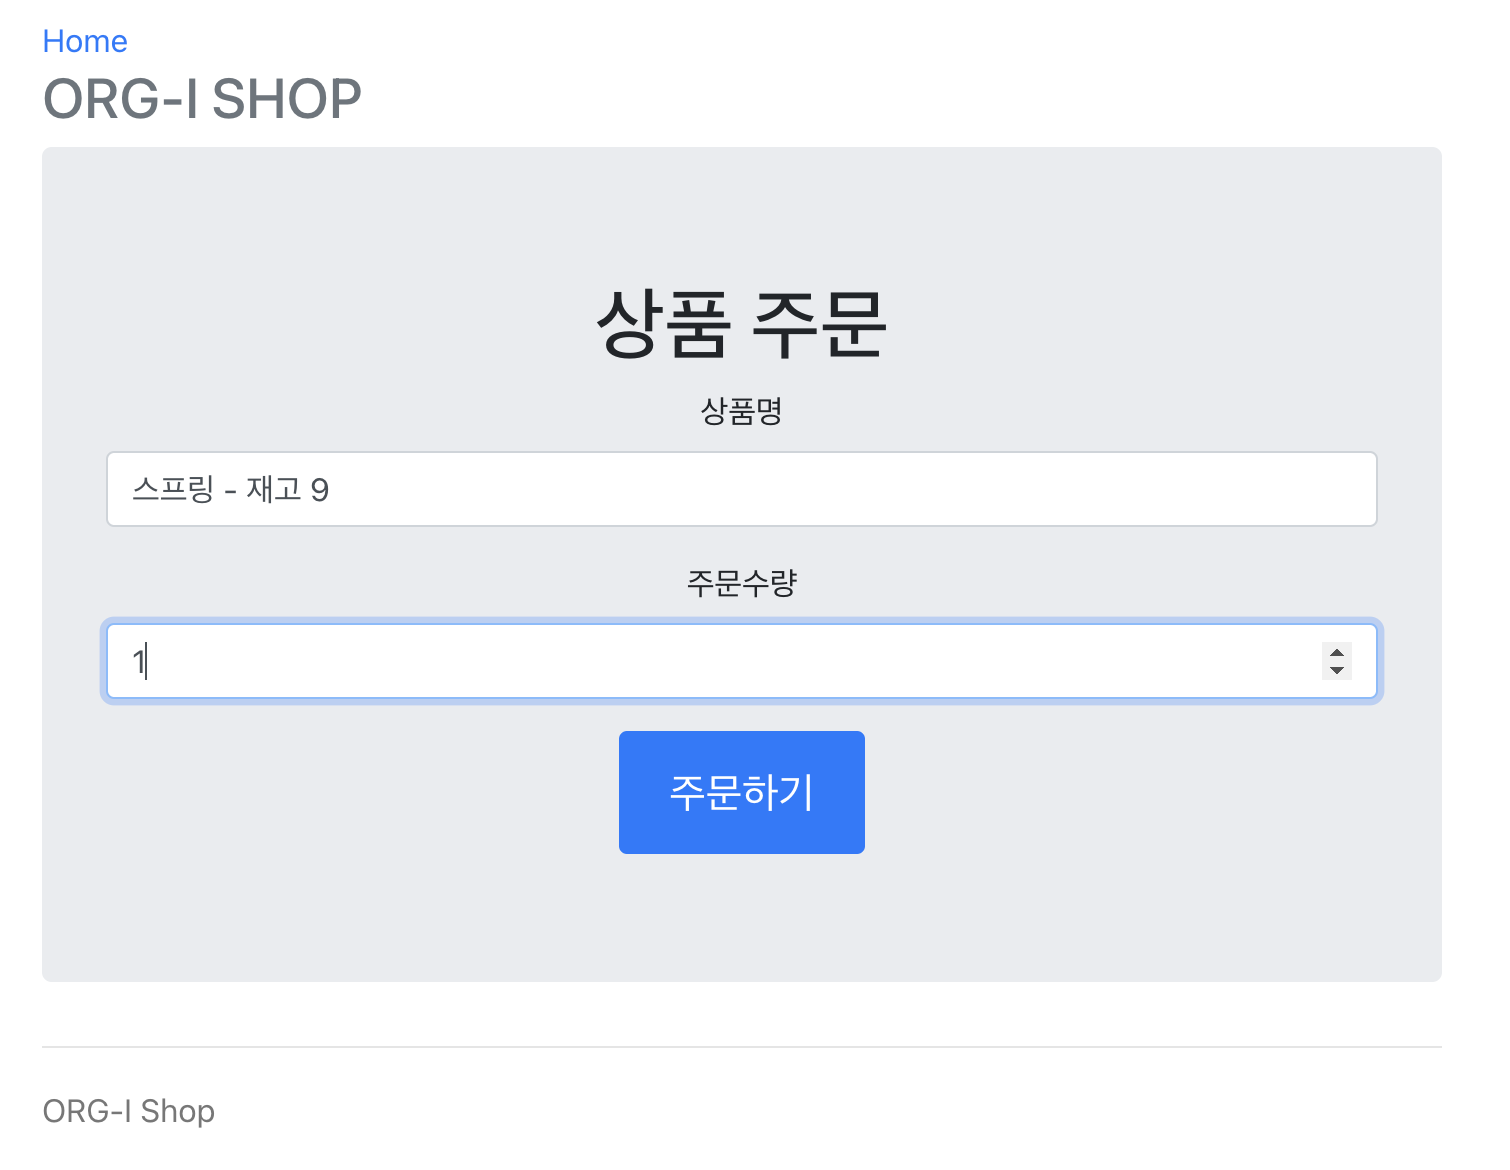 Home
ORG-I SHOP
상품 주문
상품명
스프링 - 재고 9
주문수량
1
주문하기
ORG-I Shop